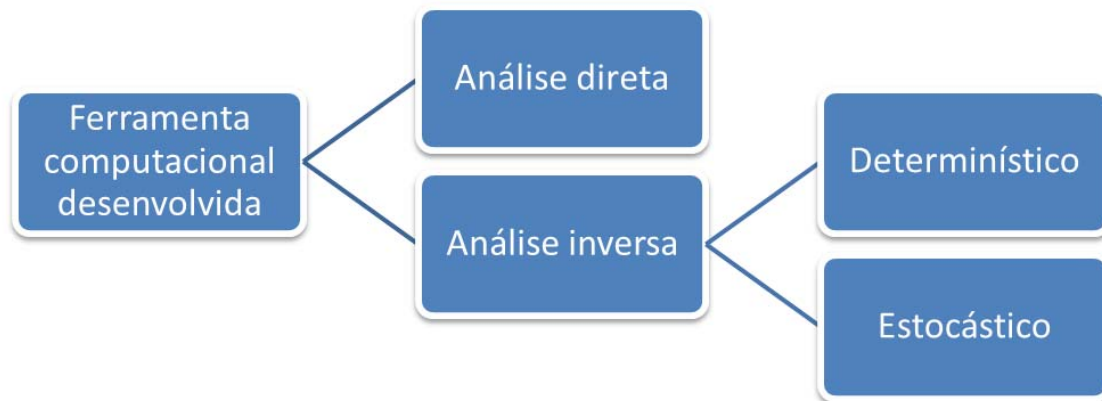 Ferramenta
computacional
desenvolvida
Análise direta
Análise inversa
Determinístico
Estocástico